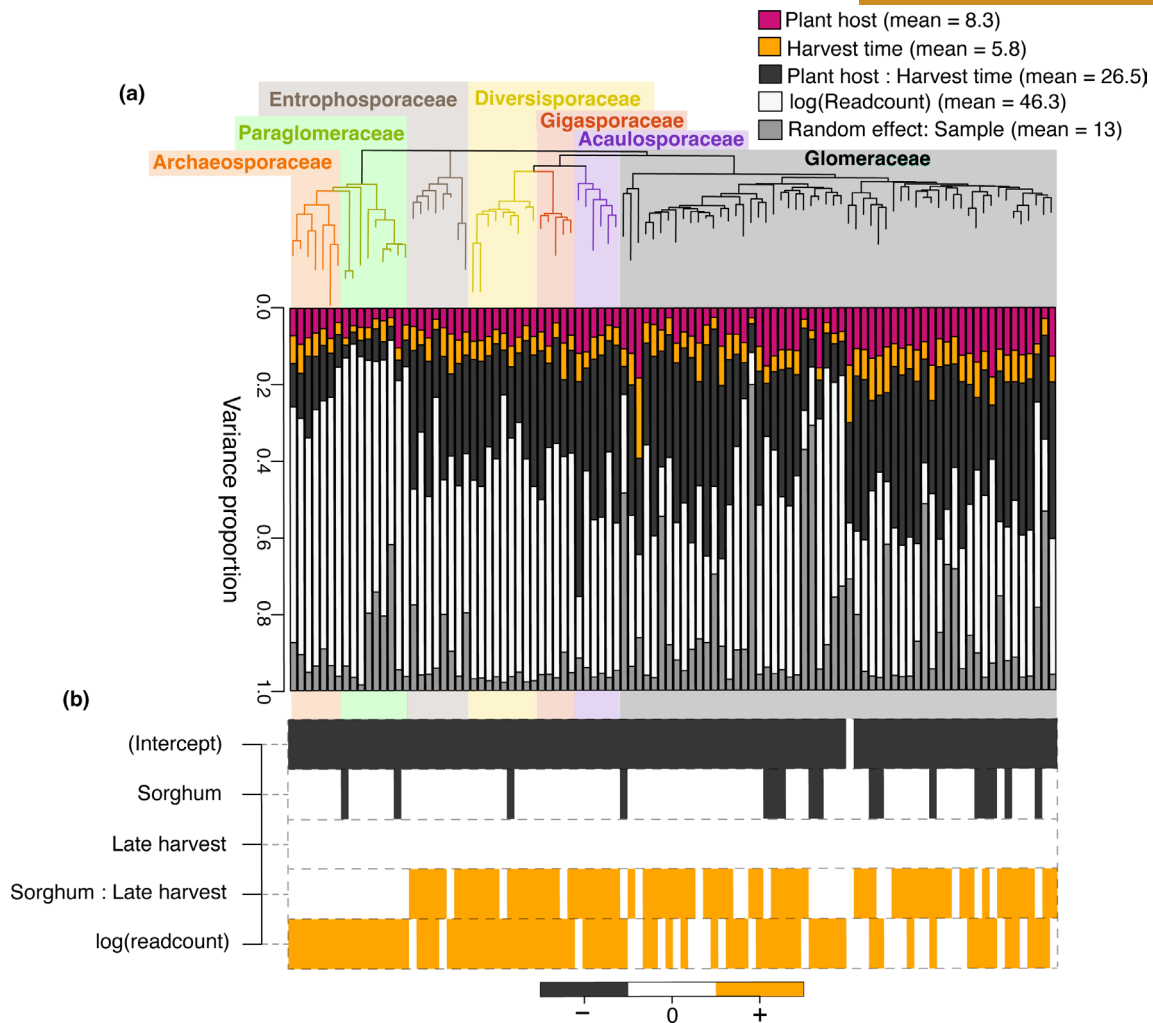 Plant host (mean = 8.3)
Harvest time (mean = 5.8)
Plant host : Harvest time (mean = 26.5)
log(Readcount) (mean = 46.3)
Random effect: Sample (mean = 13)
(a)
Entrophosporaceae
Diversisporaceae
Gigasporaceae
Paraglomeraceae
Acaulosporaceae
Archaeosporaceae
Glomeraceae
0.0
0.2
0.4
0.6
0.8
1.0
Variance proportion
(b)
(Intercept)
Sorghum
Late harvest
Sorghum : Late harvest
log(readcount)
− 0 +